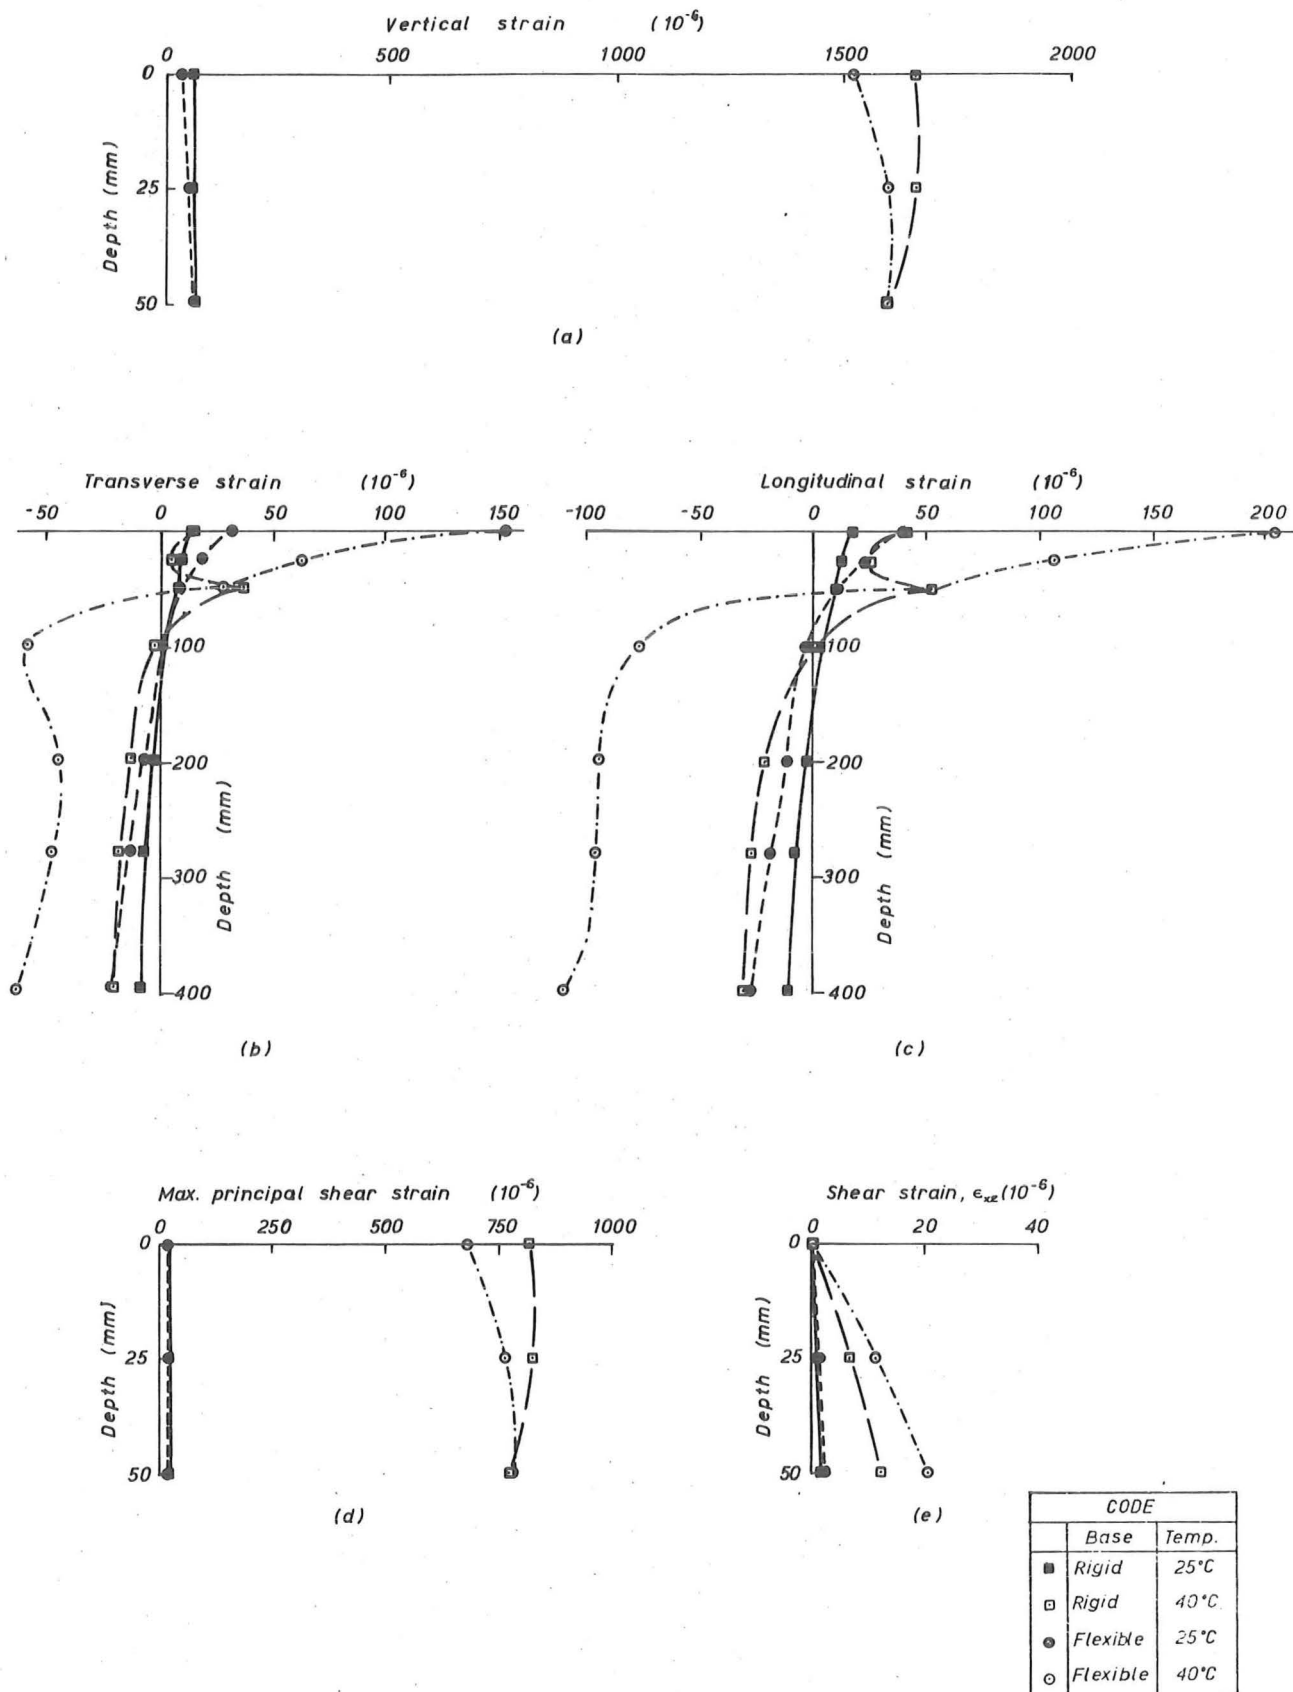 Vertical strain (10⁻⁶)
0 500 1000 1500 2000
0
25
50
Depth (mm)
(a)
Transverse strain (10⁻⁶)
-50 0 50 100 150
100
200
300
400
Depth (mm)
(b)
Longitudinal strain (10⁻⁶)
-100 -50 0 50 100 150 200
100
200
300
400
Depth (mm)
(c)
Max. principal shear strain (10⁻⁶)
0 250 500 750 1000
0
25
50
Depth (mm)
(d)
Shear strain, ϵxz (10⁻⁶)
0 20 40
0
25
50
Depth (mm)
(e)
CODE
Base Temp.
Rigid 25°C
Rigid 40°C
Flexible 25°C
Flexible 40°C